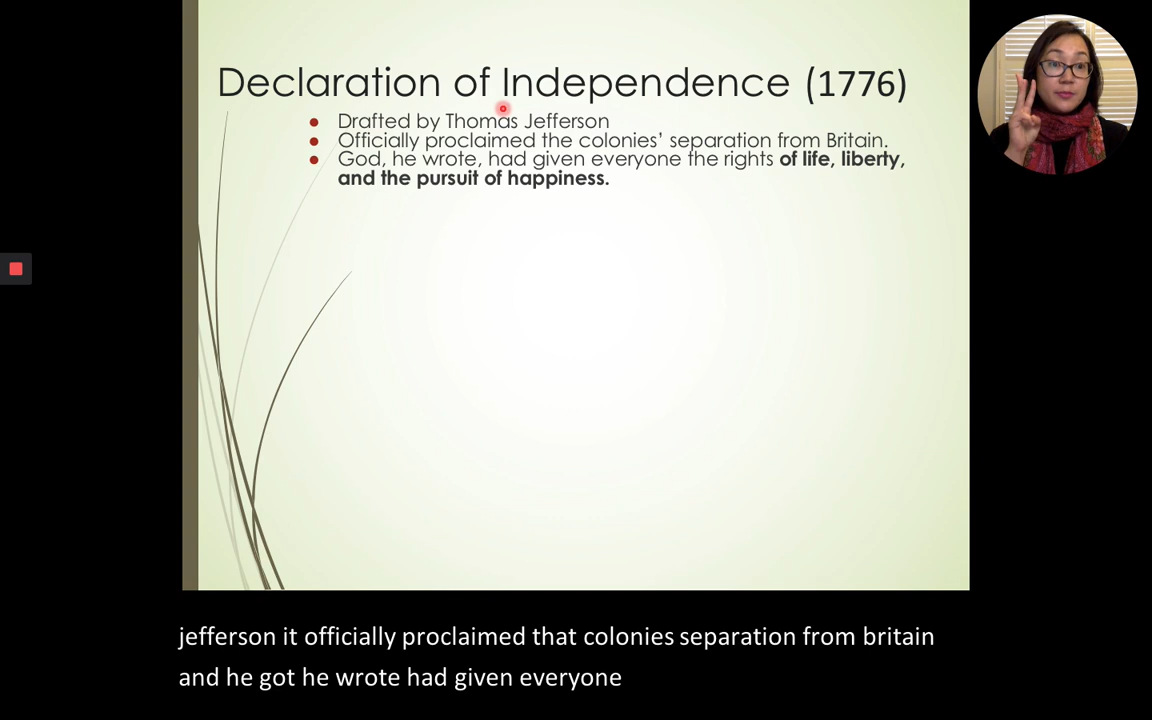 Declaration of Independence (1776)
• Drafted by Thomas Jefferson
• Officially proclaimed the colonies’ separation from Britain.
• God, he wrote, had given everyone the rights of life, liberty,
and the pursuit of happiness.
jefferson it officially proclaimed that colonies separation from britain
and he got he wrote had given everyone